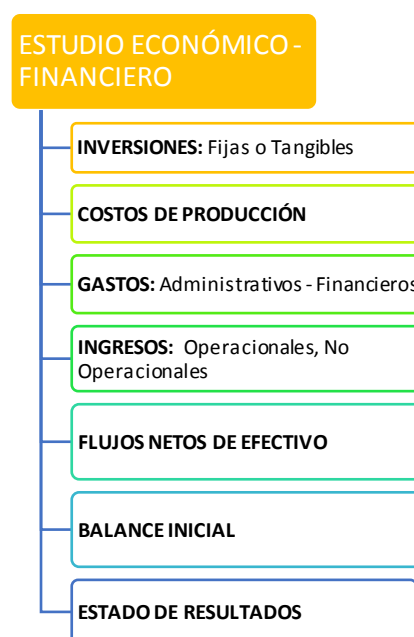 ESTUDIO ECONÓMICO -
FINANCIERO
INVERSIONES: Fijas o Tangibles
COSTOS DE PRODUCCIÓN
GASTOS: Administrativos - Financieros
INGRESOS: Operacionales, No
Operacionales
FLUJOS NETOS DE EFECTIVO
BALANCE INICIAL
ESTADO DE RESULTADOS